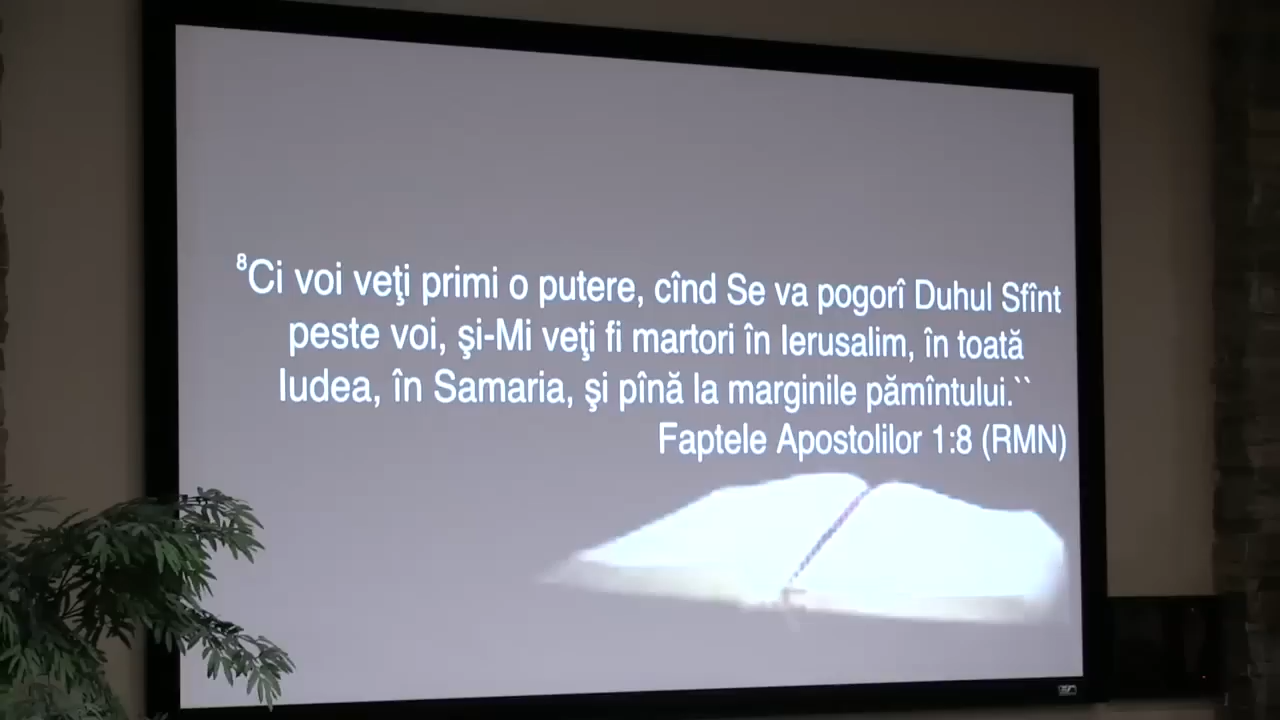 ⁸Ci voi veţi primi o putere, cînd Se va pogorî Duhul Sfînt
peste voi, şi-Mi veţi fi martori în Ierusalim, în toată
Iudea, în Samaria, şi pînă la marginile pămîntului.``
Faptele Apostolilor 1:8 (RMN)